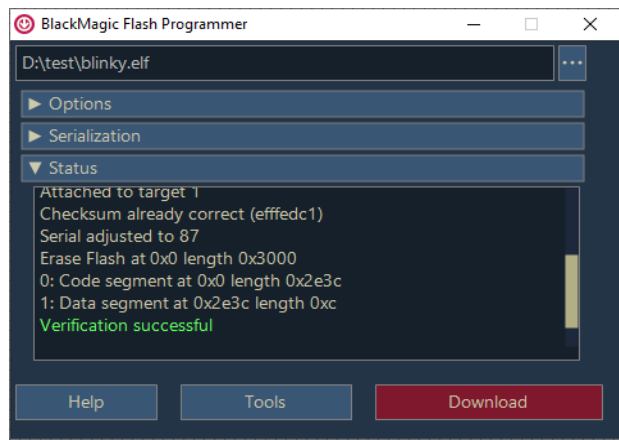 BlackMagic Flash Programmer
D:\test\blinky.elf
...
Options
Serialization
Status
Attached to target 1
Checksum already correct (efffedc1)
Serial adjusted to 87
Erase Flash at 0x0 length 0x3000
0: Code segment at 0x0 length 0x2e3c
1: Data segment at 0x2e3c length 0xc
Verification successful
Help
Tools
Download